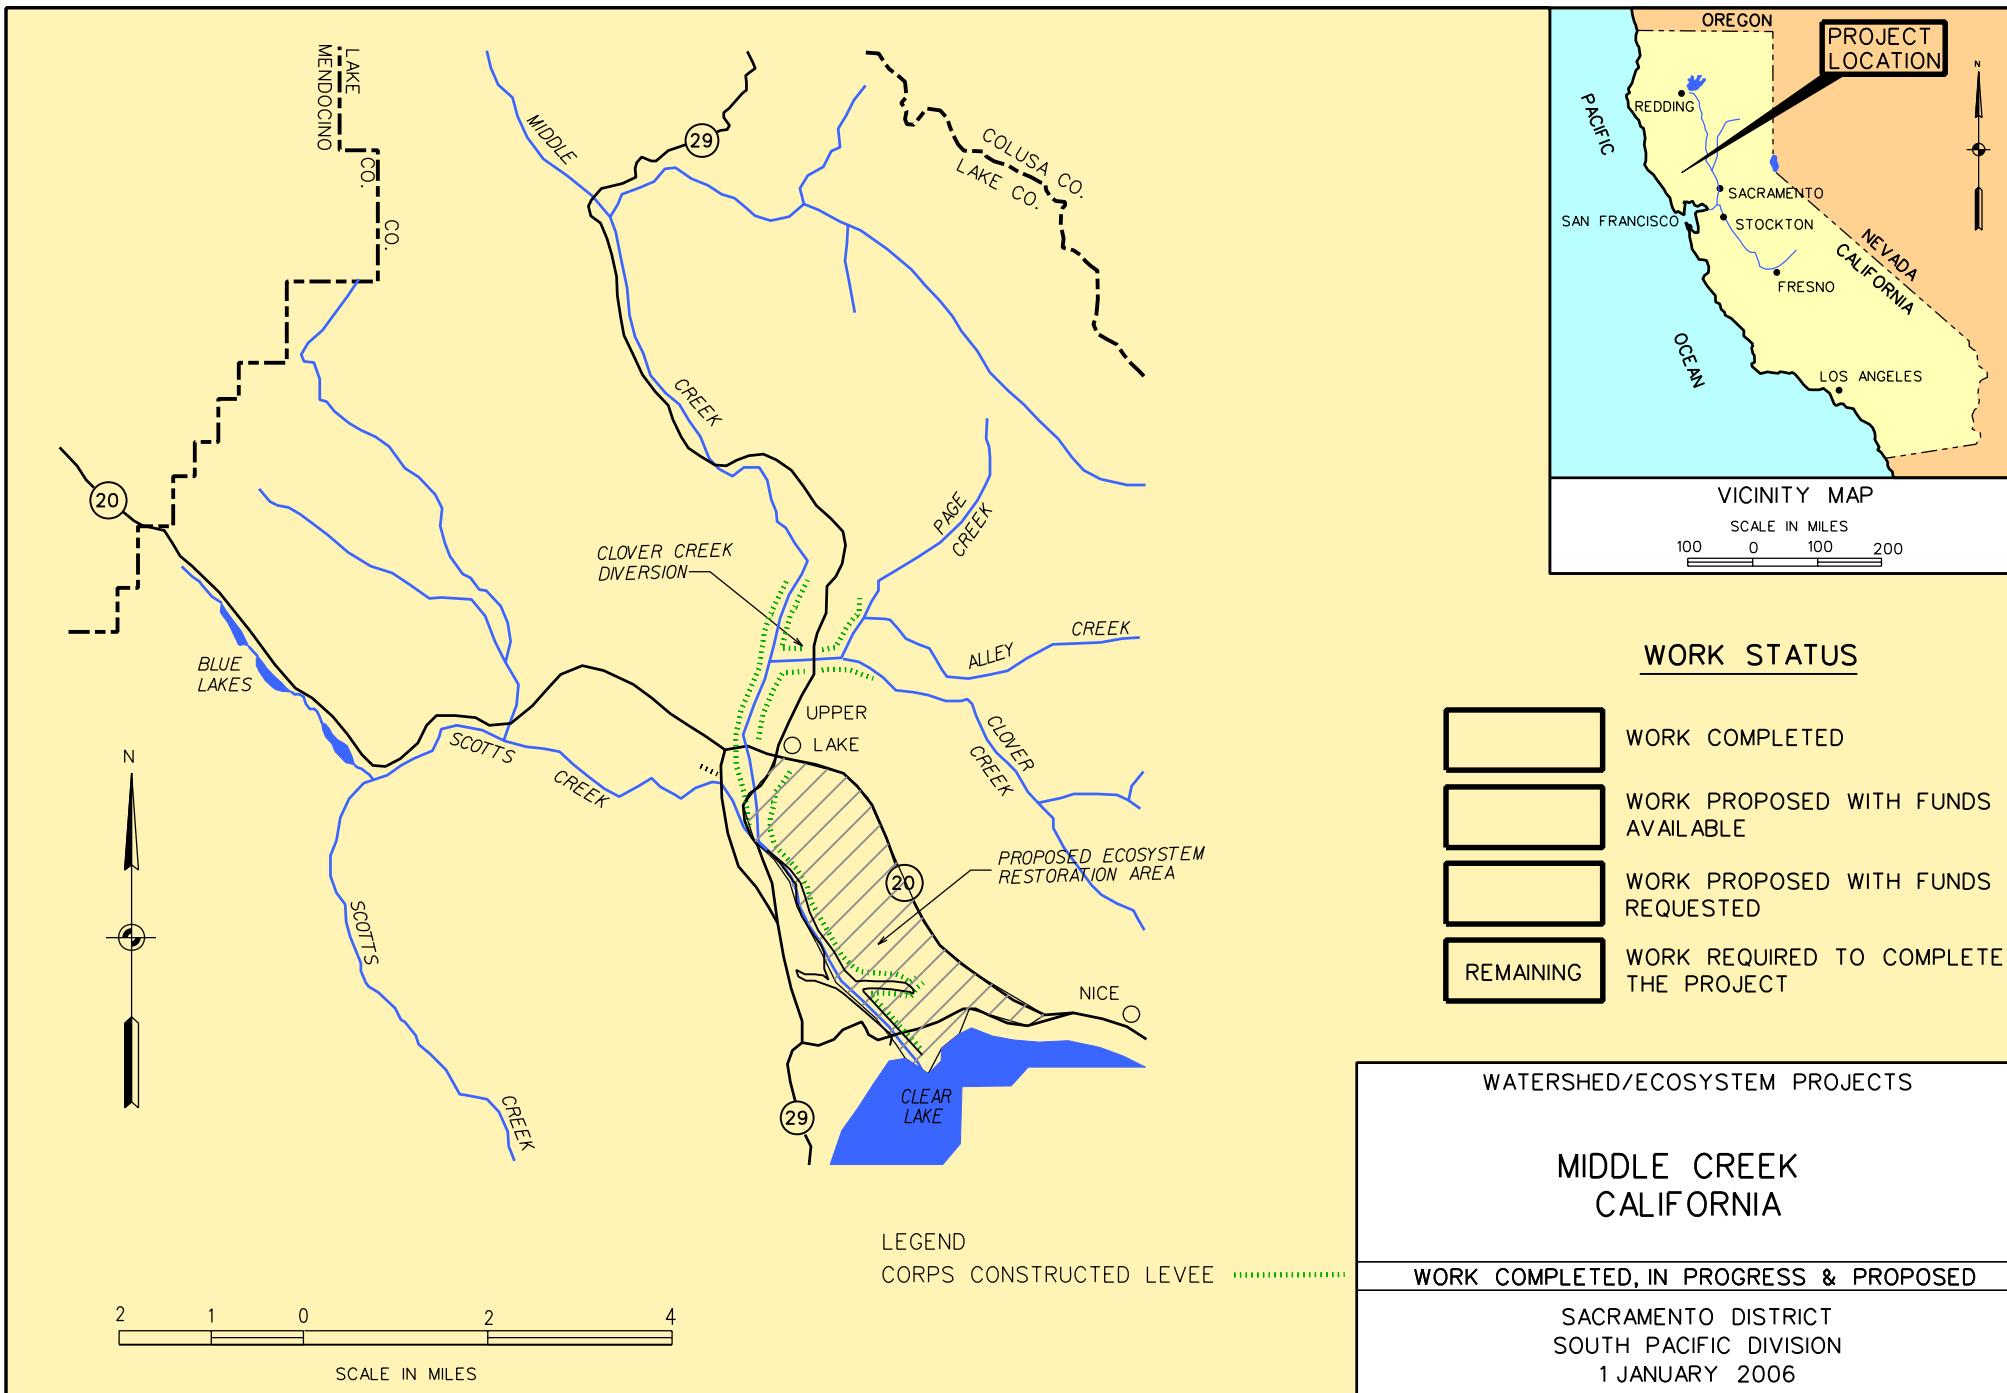 LAKE
MENDOCINO
CO.
CO.
MIDDLE
29
COLUSA CO.
LAKE CO.
CREEK
20
PAGE
CREEK
CLOVER CREEK
DIVERSION
ALLEY
CREEK
BLUE
LAKES
UPPER
LAKE
SCOTTS
CREEK
CLOVER
CREEK
N
PROPOSED ECOSYSTEM
RESTORATION AREA
20
SCOTTS
CREEK
NICE
CLEAR
LAKE
29
LEGEND
CORPS CONSTRUCTED LEVEE
2 1 0 2 4
SCALE IN MILES
OREGON
PROJECT
LOCATION
N
REDDING
PACIFIC
SACRAMENTO
SAN FRANCISCO
STOCKTON
NEVADA
CALIFORNIA
FRESNO
OCEAN
LOS ANGELES
VICINITY MAP
SCALE IN MILES
100 0 100 200
WORK STATUS
WORK COMPLETED
WORK PROPOSED WITH FUNDS
AVAILABLE
WORK PROPOSED WITH FUNDS
REQUESTED
REMAINING
WORK REQUIRED TO COMPLETE
THE PROJECT
WATERSHED/ECOSYSTEM PROJECTS
MIDDLE CREEK
CALIFORNIA
WORK COMPLETED, IN PROGRESS & PROPOSED
SACRAMENTO DISTRICT
SOUTH PACIFIC DIVISION
1 JANUARY 2006